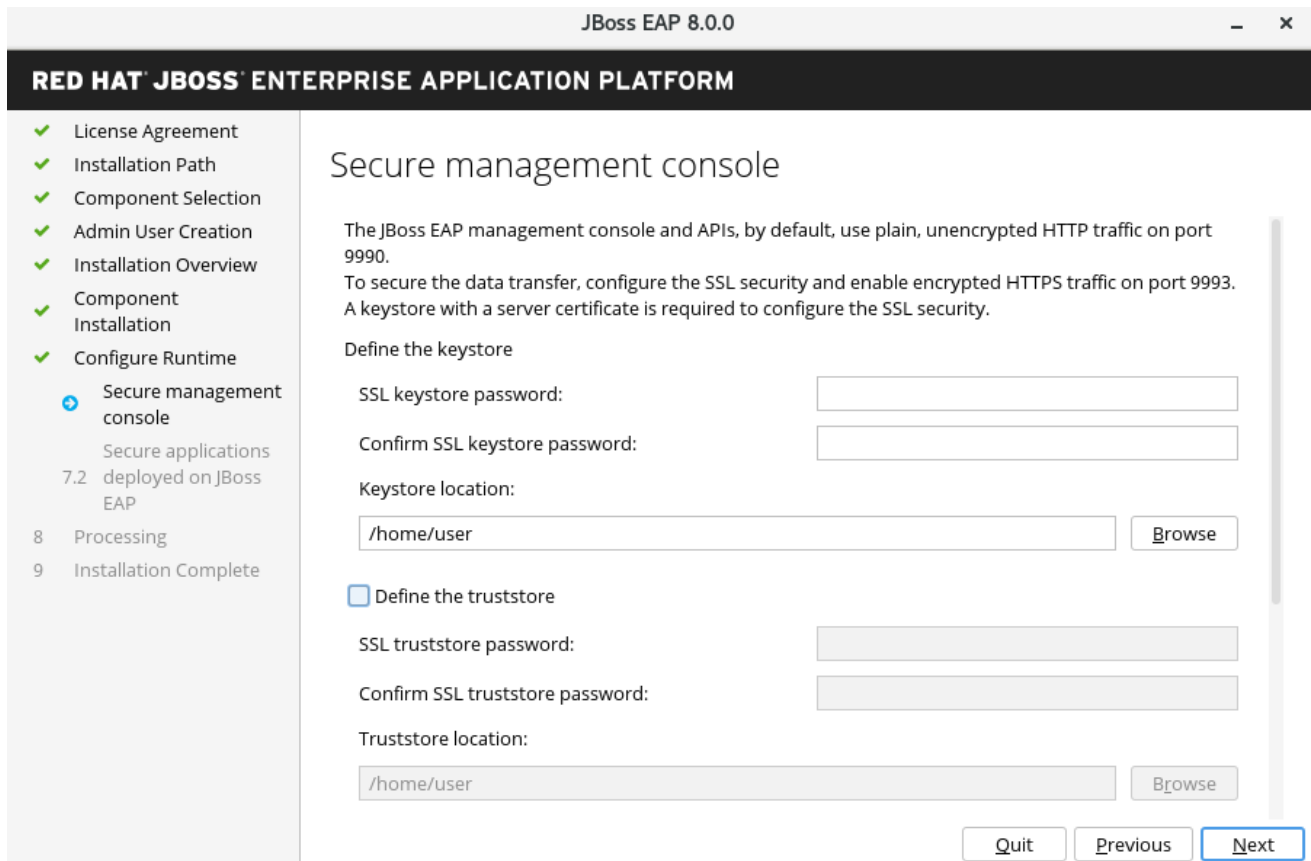 JBoss EAP 8.0.0
RED HAT® JBOSS® ENTERPRISE APPLICATION PLATFORM
License Agreement
Installation Path
Component Selection
Admin User Creation
Installation Overview
Component
Installation
Configure Runtime
Secure management
console
Secure applications
7.2 deployed on JBoss
EAP
8 Processing
9 Installation Complete
Secure management console
The JBoss EAP management console and APIs, by default, use plain, unencrypted HTTP traffic on port
9990.
To secure the data transfer, configure the SSL security and enable encrypted HTTPS traffic on port 9993.
A keystore with a server certificate is required to configure the SSL security.
Define the keystore
SSL keystore password:
Confirm SSL keystore password:
Keystore location:
/home/user Browse
Define the truststore
SSL truststore password:
Confirm SSL truststore password:
Truststore location:
/home/user Browse
Quit Previous Next